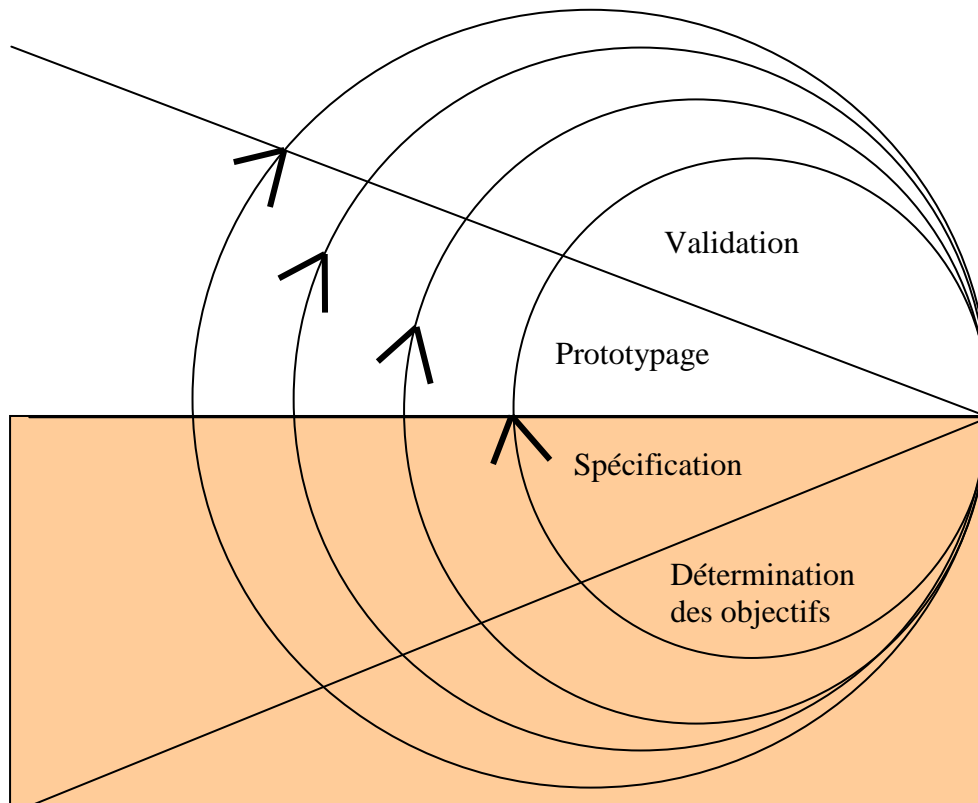 Validation
Prototypage
Spécification
Détermination
des objectifs